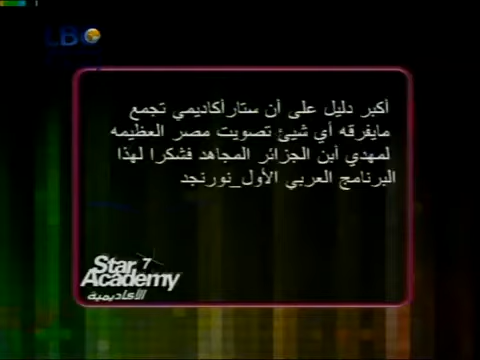 LBC
أكبر دليل على أن ستارأكاديمي تجمع
مايفرقه أي شيئ تصويت مصر العظيمه
لمهدي أبن الجزائر المجاهد فشكرا لهذا
البرنامج العربي الأول_نورنجد
Star 7
Academy
الأكاديمية